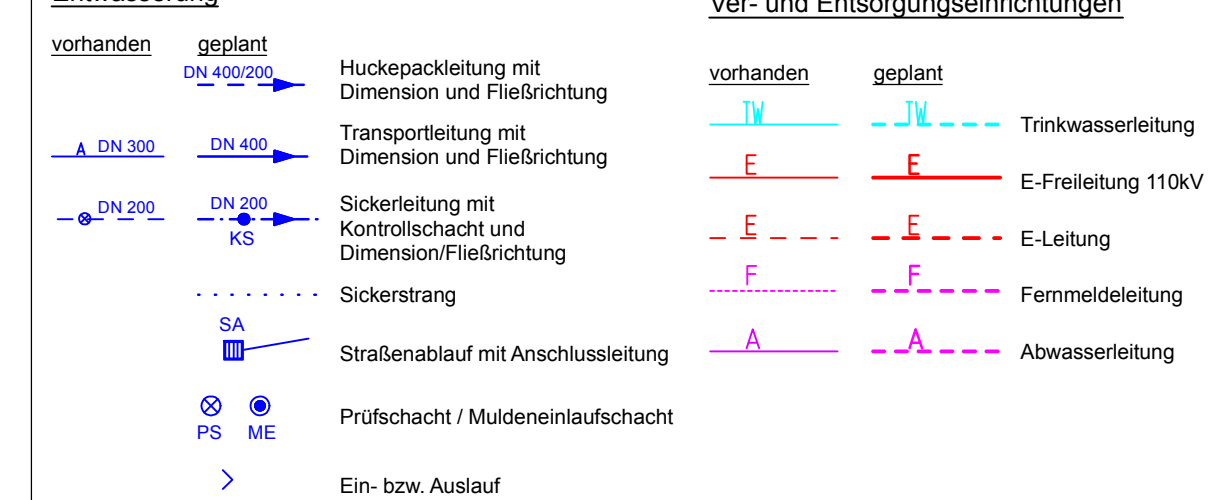 Entwässerung
vorhanden geplant
DN 400/200 Huckepackleitung mit
Dimension und Fließrichtung
A DN 300 DN 400 Transportleitung mit
Dimension und Fließrichtung
DN 200 DN 200 Sickerleitung mit
KS Kontrollschacht und
Dimension/Fließrichtung
Sickerstrang
SA
Straßenablauf mit Anschlussleitung
Prüfschacht / Muldeneinlaufschacht
PS ME
Ein- bzw. Auslauf
Ver- und Entsorgungseinrichtungen
vorhanden geplant
TW TW Trinkwasserleitung
E E E-Freileitung 110kV
E E E-Leitung
F F Fernmeldeleitung
A A Abwasserleitung